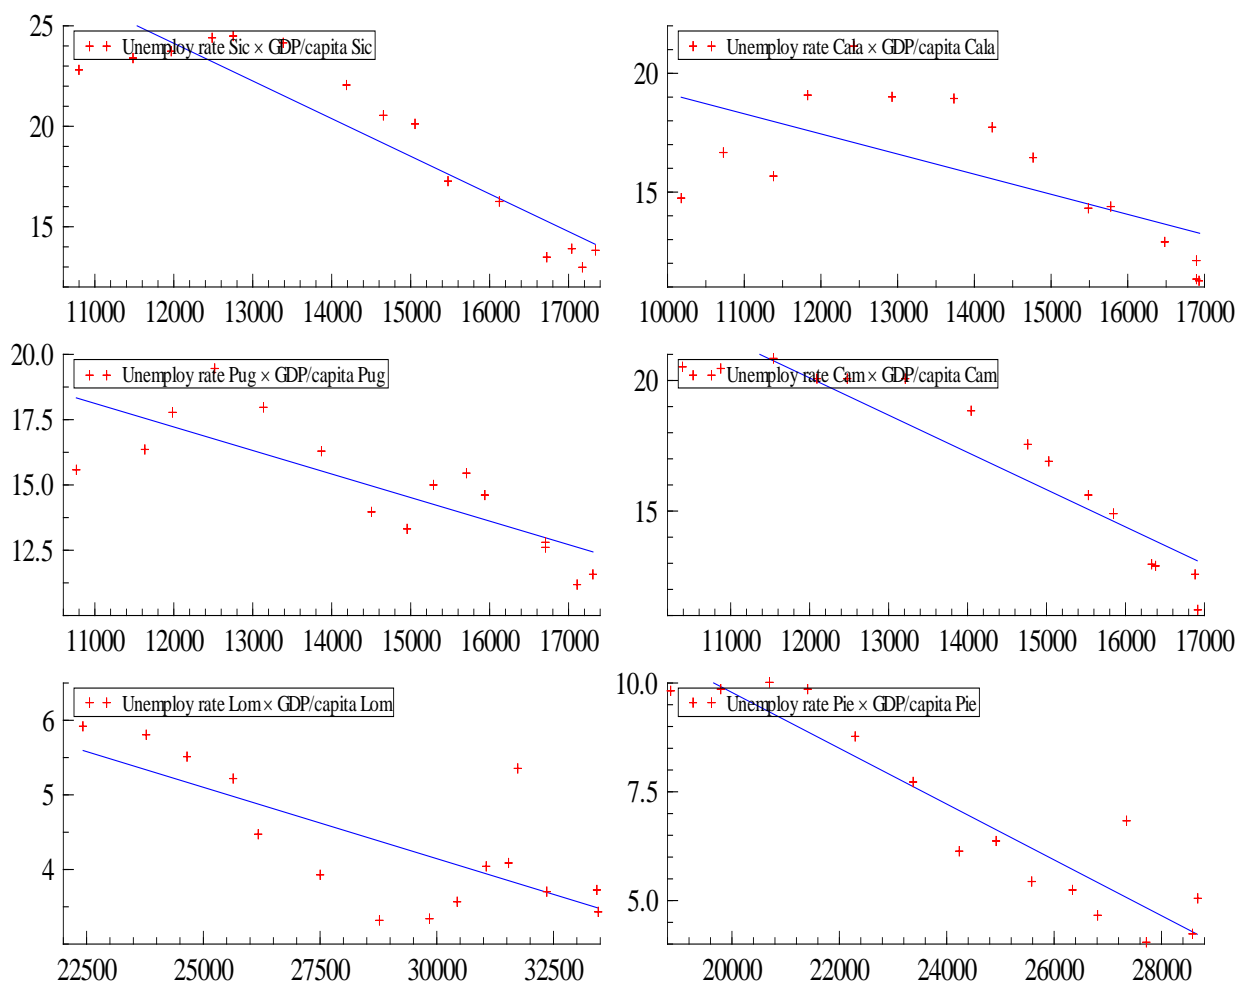 25
20
15
Unemploy rate Sic × GDP/capita Sic
11000 12000 13000 14000 15000 16000 17000
20
15
Unemploy rate Cala × GDP/capita Cala
10000 11000 12000 13000 14000 15000 16000 17000
20.0
17.5
15.0
12.5
Unemploy rate Pug × GDP/capita Pug
11000 12000 13000 14000 15000 16000 17000
20
15
Unemploy rate Cam × GDP/capita Cam
11000 12000 13000 14000 15000 16000 17000
6
5
4
Unemploy rate Lom × GDP/capita Lom
22500 25000 27500 30000 32500
10.0
7.5
5.0
Unemploy rate Pie × GDP/capita Pie
20000 22000 24000 26000 28000